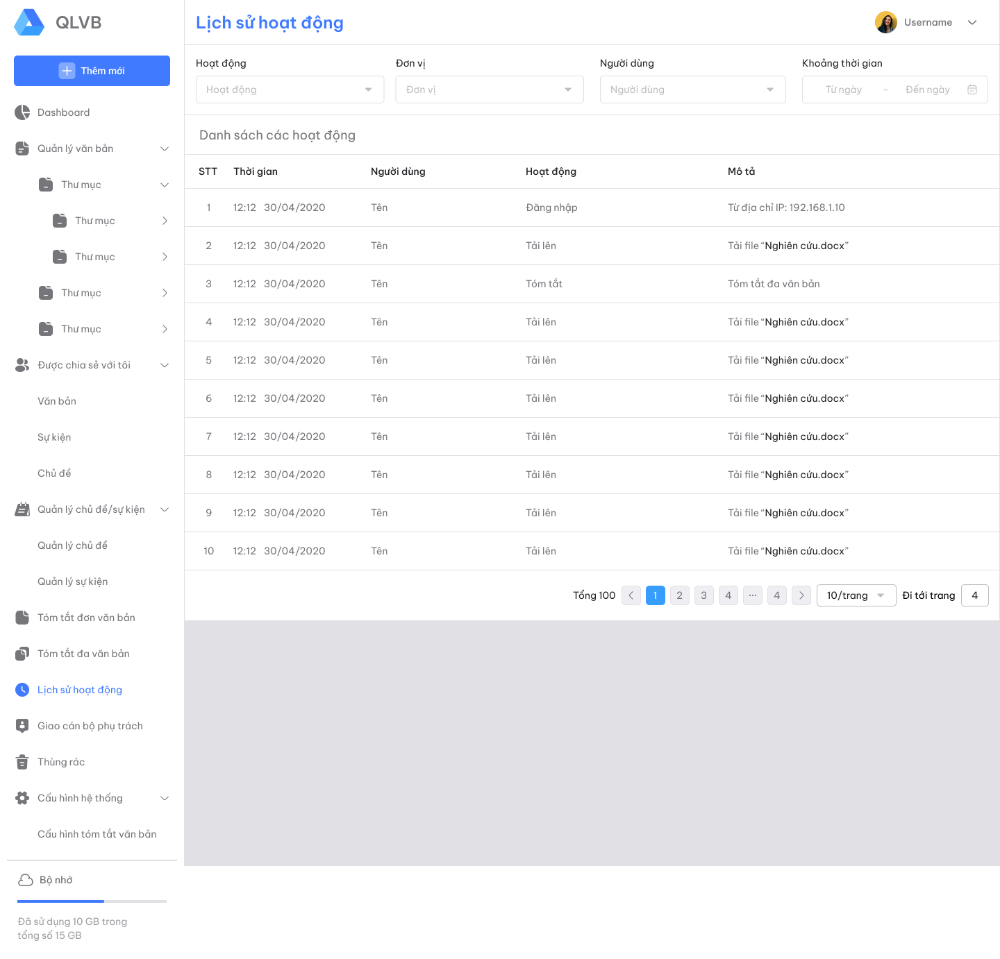 QLVB
Thêm mới
Dashboard
Quản lý văn bản
Thư mục
Thư mục
Thư mục
Thư mục
Thư mục
Được chia sẻ với tôi
Văn bản
Sự kiện
Chủ đề
Quản lý chủ đề/sự kiện
Quản lý chủ đề
Quản lý sự kiện
Tóm tắt đơn văn bản
Tóm tắt đa văn bản
Lịch sử hoạt động
Giao cán bộ phụ trách
Thùng rác
Cấu hình hệ thống
Cấu hình tóm tắt văn bản
Bộ nhớ
Đã sử dụng 10 GB trong
tổng số 15 GB
Lịch sử hoạt động
Username
Hoạt động Đơn vị Người dùng Khoảng thời gian
Hoạt động Đơn vị Người dùng Từ ngày - Đến ngày
Danh sách các hoạt động
STT Thời gian Người dùng Hoạt động Mô tả
1 12:12 30/04/2020 Tên Đăng nhập Từ địa chỉ IP: 192.168.1.10
2 12:12 30/04/2020 Tên Tải lên Tải file “Nghiên cứu.docx”
3 12:12 30/04/2020 Tên Tóm tắt Tóm tắt đa văn bản
4 12:12 30/04/2020 Tên Tải lên Tải file “Nghiên cứu.docx”
5 12:12 30/04/2020 Tên Tải lên Tải file “Nghiên cứu.docx”
6 12:12 30/04/2020 Tên Tải lên Tải file “Nghiên cứu.docx”
7 12:12 30/04/2020 Tên Tải lên Tải file “Nghiên cứu.docx”
8 12:12 30/04/2020 Tên Tải lên Tải file “Nghiên cứu.docx”
9 12:12 30/04/2020 Tên Tải lên Tải file “Nghiên cứu.docx”
10 12:12 30/04/2020 Tên Tải lên Tải file “Nghiên cứu.docx”
Tổng 100 1 2 3 4 ••• 4 10/trang Đi tới trang 4